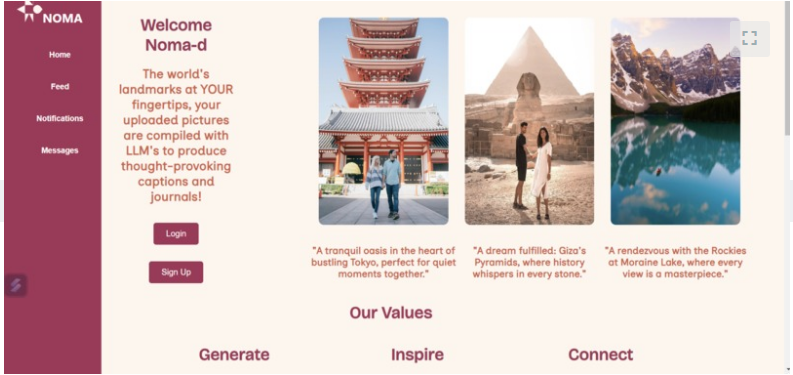 NOMA
Home
Feed
Notifications
Messages
Welcome
Noma-d
The world's
landmarks at YOUR
fingertips, your
uploaded pictures
are compiled with
LLM's to produce
thought-provoking
captions and
journals!
Login
Sign Up
"A tranquil oasis in the heart of
bustling Tokyo, perfect for quiet
moments together."
"A dream fulfilled: Giza's
Pyramids, where history
whispers in every stone."
"A rendezvous with the Rockies
at Moraine Lake, where every
view is a masterpiece."
Our Values
Generate
Inspire
Connect